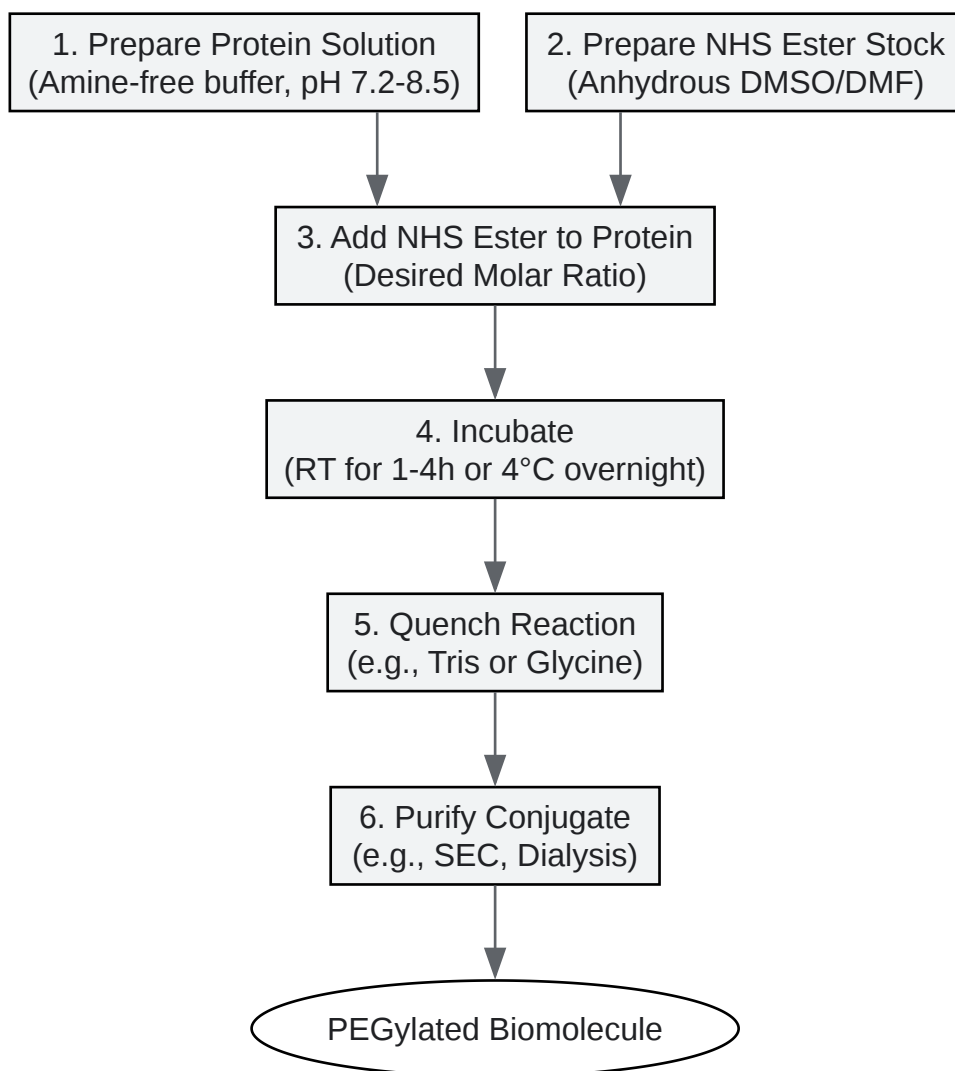 1. Prepare Protein Solution
(Amine-free buffer, pH 7.2-8.5)
2. Prepare NHS Ester Stock
(Anhydrous DMSO/DMF)
3. Add NHS Ester to Protein
(Desired Molar Ratio)
4. Incubate
(RT for 1-4h or 4°C overnight)
5. Quench Reaction
(e.g., Tris or Glycine)
6. Purify Conjugate
(e.g., SEC, Dialysis)
PEGylated Biomolecule